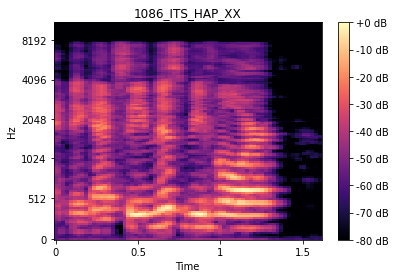 1086_ITS_HAP_XX
+0 dB
8192
-10 dB
4096
-20 dB
-30 dB
2048
Hz
-40 dB
1024
-50 dB
512
-60 dB
-70 dB
0
-80 dB
0 0.5 1 1.5
Time